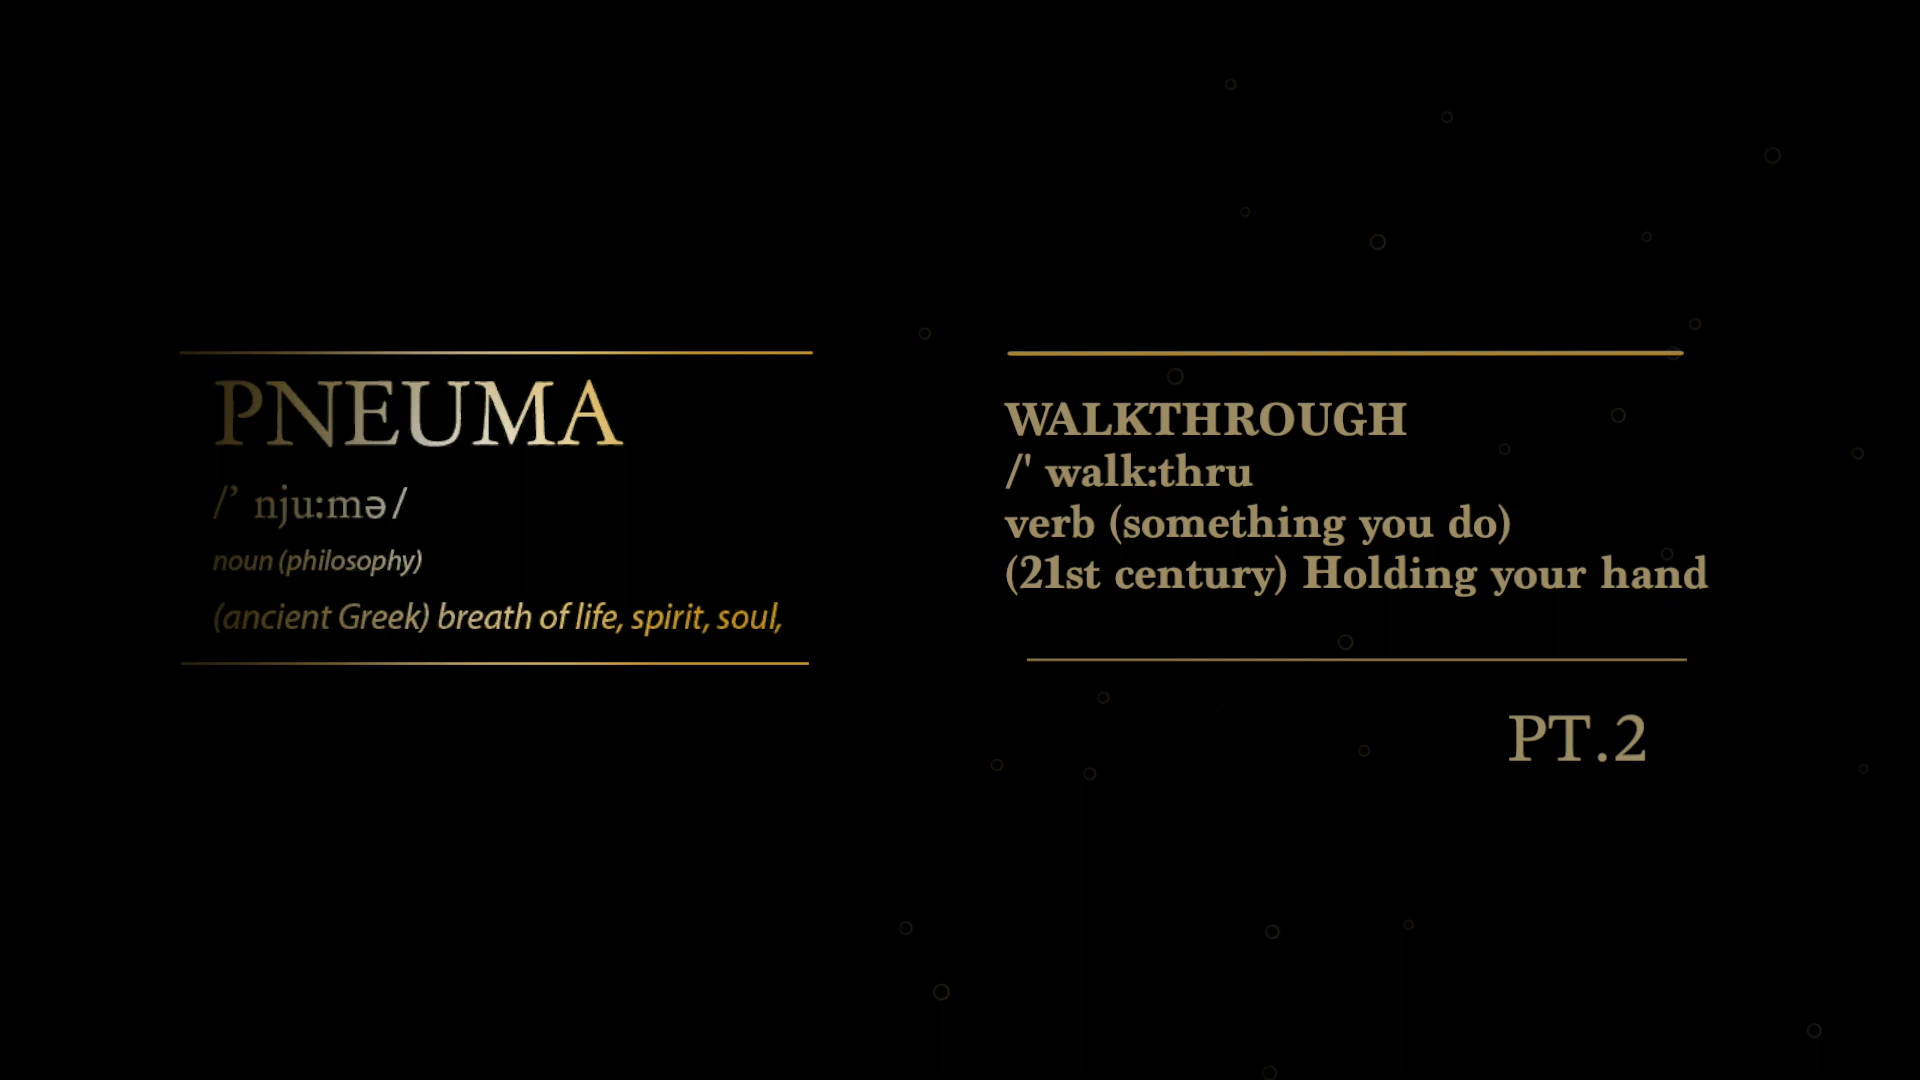 PNEUMA
/’ nju:mə/
noun (philosophy)
(ancient Greek) breath of life, spirit, soul,
WALKTHROUGH
/' walk:thru
verb (something you do)
(21st century) Holding your hand
PT.2